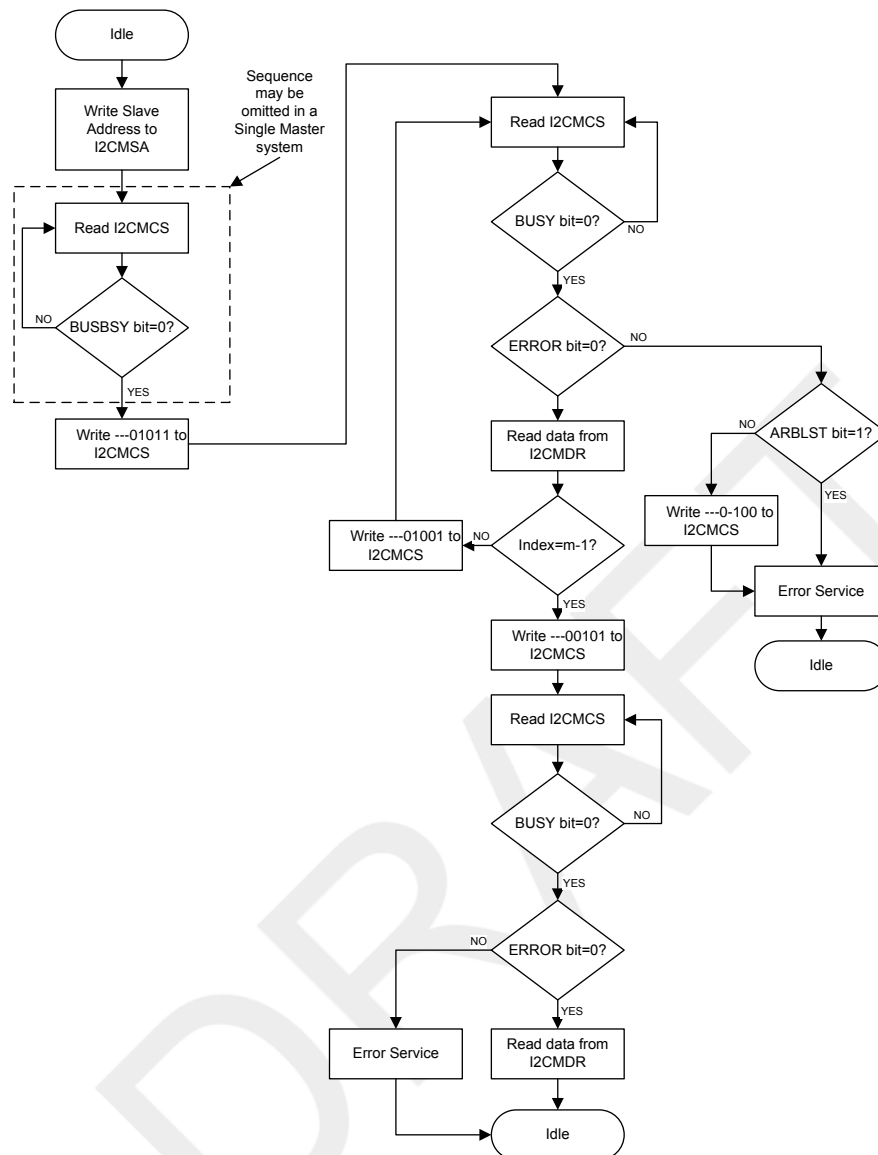 Idle
Write Slave
Address to
I2CMSA
Sequence
may be
omitted in a
Single Master
system
Read I2CMCS
NO
BUSBSY bit=0?
YES
Write ---01011 to
I2CMCS
Read I2CMCS
BUSY bit=0?
NO
YES
ERROR bit=0?
NO
YES
Read data from
I2CMDR
NO
ARBLST bit=1?
YES
Write ---01001 to
I2CMCS
NO
Index=m-1?
YES
Write ---0-100 to
I2CMCS
Error Service
Idle
Write ---00101 to
I2CMCS
Read I2CMCS
BUSY bit=0?
NO
YES
NO
ERROR bit=0?
YES
Error Service
Read data from
I2CMDR
Idle
DRAFT